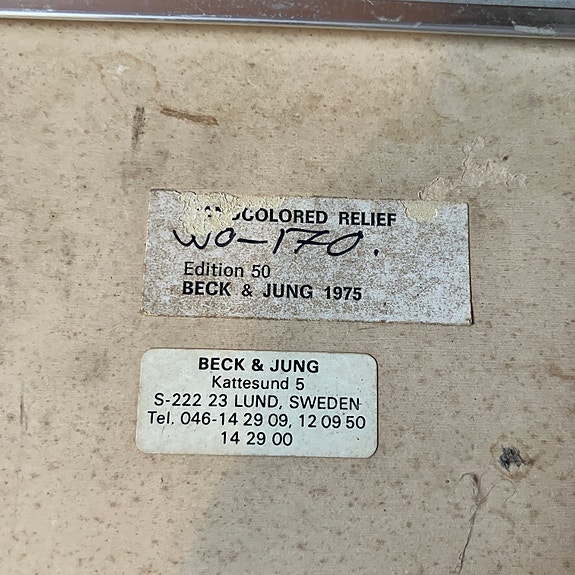 RELIEF
WO-170.
Edition 50
BECK & JUNG 1975
BECK & JUNG
Kattesund 5
S-222 23 LUND, SWEDEN
Tel. 046-14 29 09, 12 09 50
14 29 00